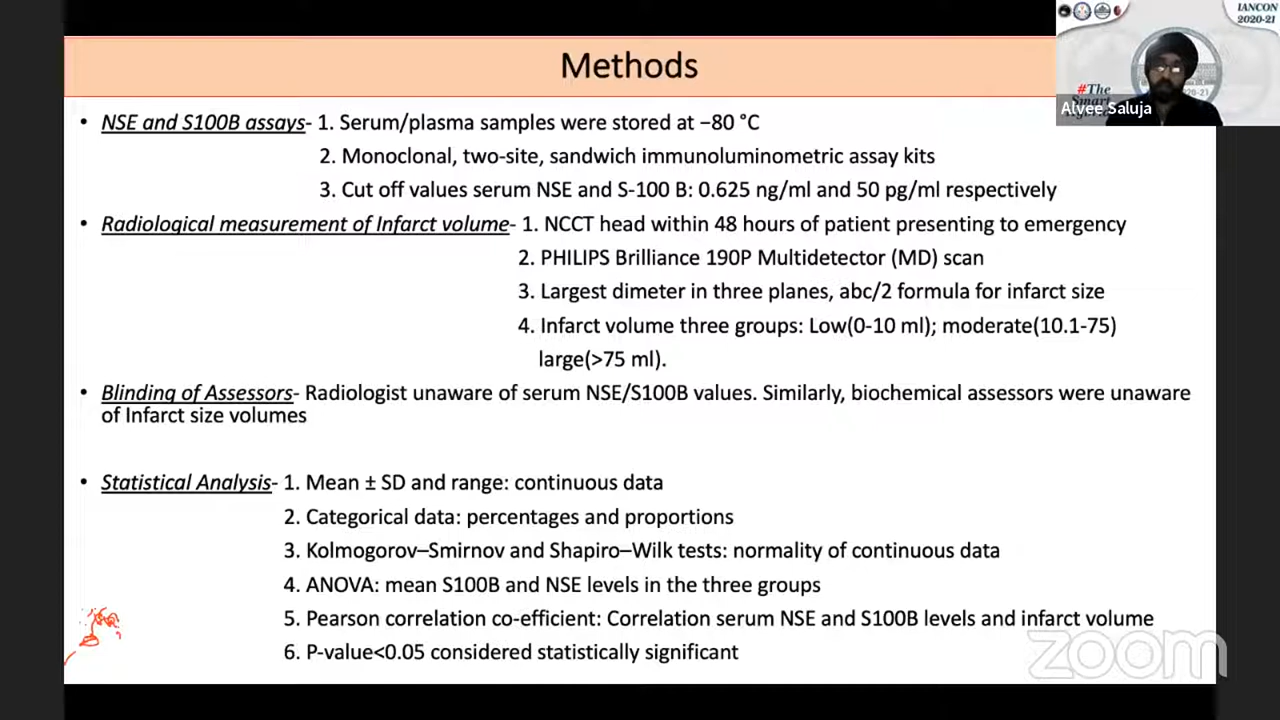 Methods
IANCON
2020-21
#The
Alvee Saluja
• NSE and S100B assays- 1. Serum/plasma samples were stored at −80 °C
2. Monoclonal, two-site, sandwich immunoluminometric assay kits
3. Cut off values serum NSE and S-100 B: 0.625 ng/ml and 50 pg/ml respectively
• Radiological measurement of Infarct volume- 1. NCCT head within 48 hours of patient presenting to emergency
2. PHILIPS Brilliance 190P Multidetector (MD) scan
3. Largest dimeter in three planes, abc/2 formula for infarct size
4. Infarct volume three groups: Low(0-10 ml); moderate(10.1-75)
large(>75 ml).
• Blinding of Assessors- Radiologist unaware of serum NSE/S100B values. Similarly, biochemical assessors were unaware
of Infarct size volumes
• Statistical Analysis- 1. Mean ± SD and range: continuous data
2. Categorical data: percentages and proportions
3. Kolmogorov–Smirnov and Shapiro–Wilk tests: normality of continuous data
4. ANOVA: mean S100B and NSE levels in the three groups
5. Pearson correlation co-efficient: Correlation serum NSE and S100B levels and infarct volume
6. P-value<0.05 considered statistically significant
zoom